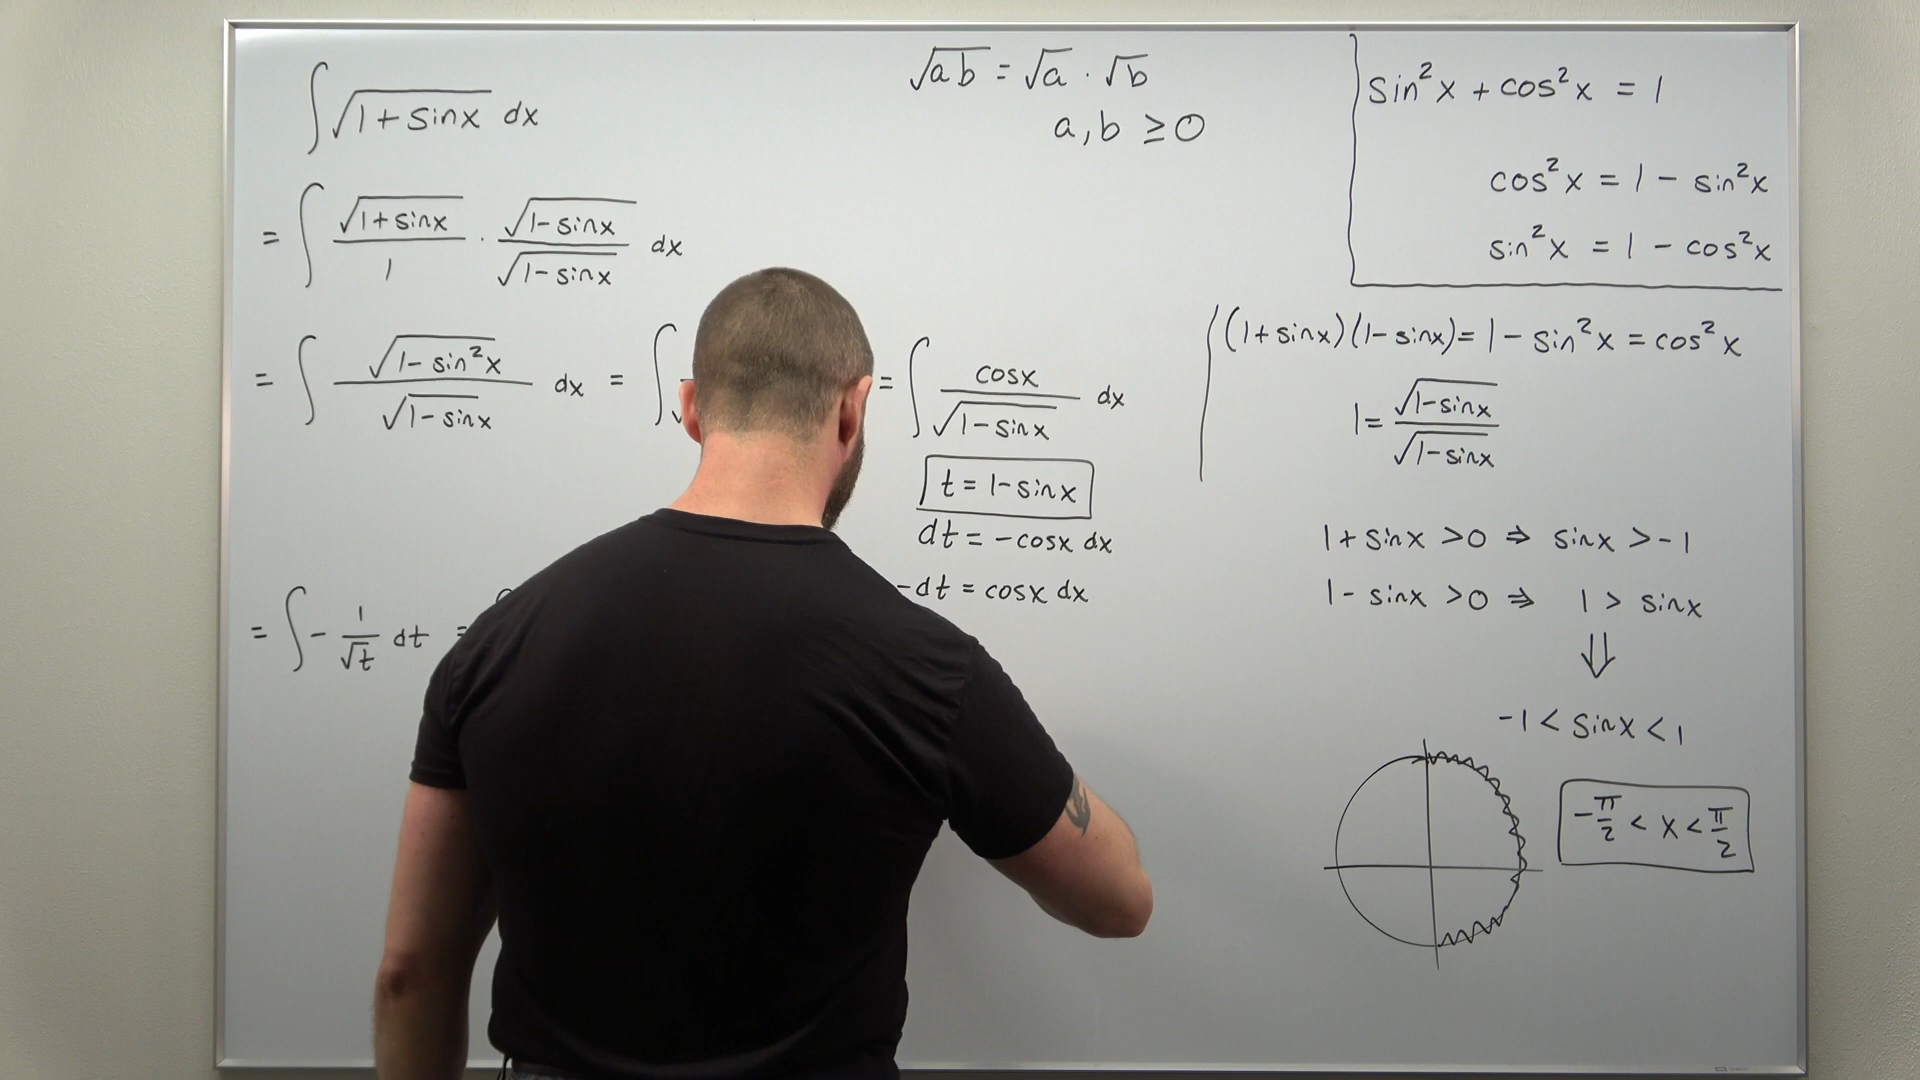 ∫√(1+sinx) dx
= ∫ √(1+sinx)/1 · √(1-sinx)/√(1-sinx) dx
= ∫ √(1-sin²x)/√(1-sinx) dx = ∫ √ = ∫ cosx/√(1-sinx) dx
t = 1-sinx
dt = -cosx dx
-dt = cosx dx
= ∫ - 1/√t dt =
√ab = √a · √b
a,b ≥0
sin²x + cos²x = 1
cos²x = 1 - sin²x
sin²x = 1 - cos²x
(1+sinx)(1-sinx)= 1-sin²x = cos²x
1= √(1-sinx)/√(1-sinx)
1+sinx >0 ⇒ sinx >-1
1- sinx >0 ⇒ 1 > sinx
⇓
-1 < sinx < 1
-π/2 < x < π/2